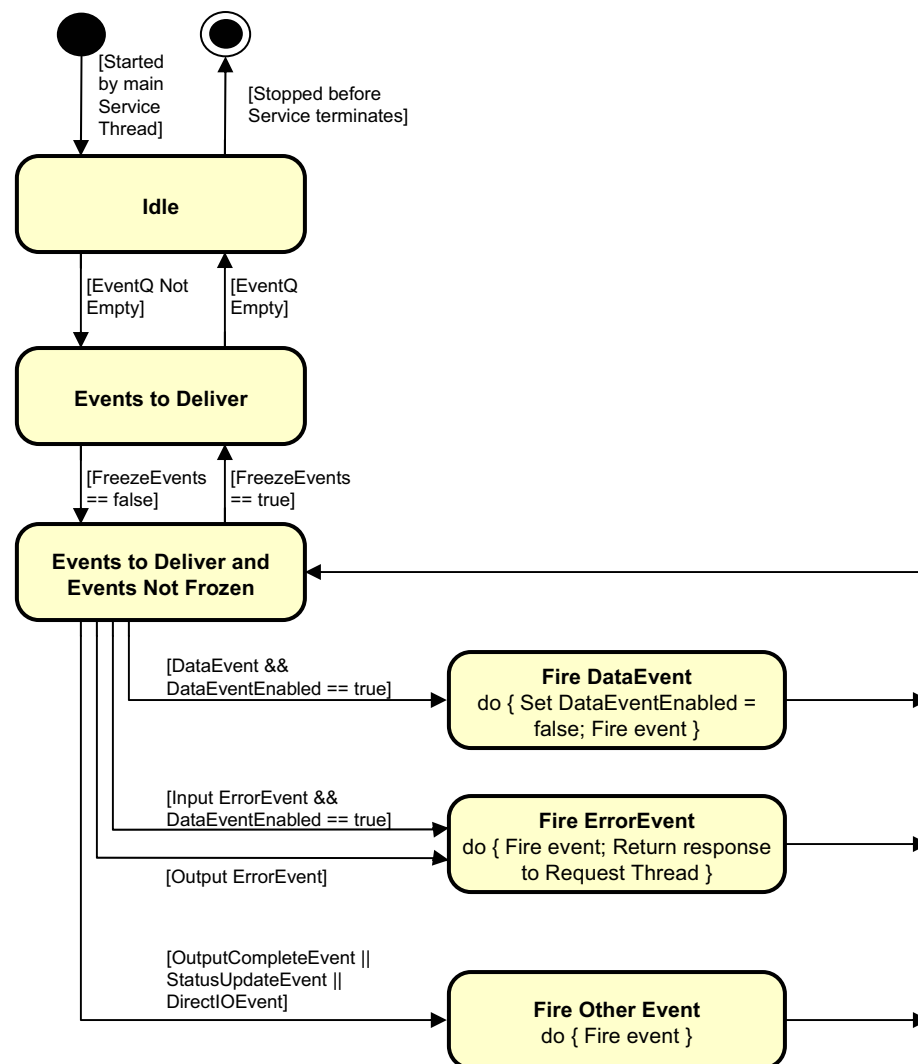 [Started
by main
Service
Thread]
[Stopped before
Service terminates]
Idle
[EventQ Not
Empty]
[EventQ
Empty]
Events to Deliver
[FreezeEvents
== false]
[FreezeEvents
== true]
Events to Deliver and
Events Not Frozen
[DataEvent &&
DataEventEnabled == true]
Fire DataEvent
do { Set DataEventEnabled =
false; Fire event }
[Input ErrorEvent &&
DataEventEnabled == true]
Fire ErrorEvent
do { Fire event; Return response
to Request Thread }
[Output ErrorEvent]
[OutputCompleteEvent ||
StatusUpdateEvent ||
DirectIOEvent]
Fire Other Event
do { Fire event }